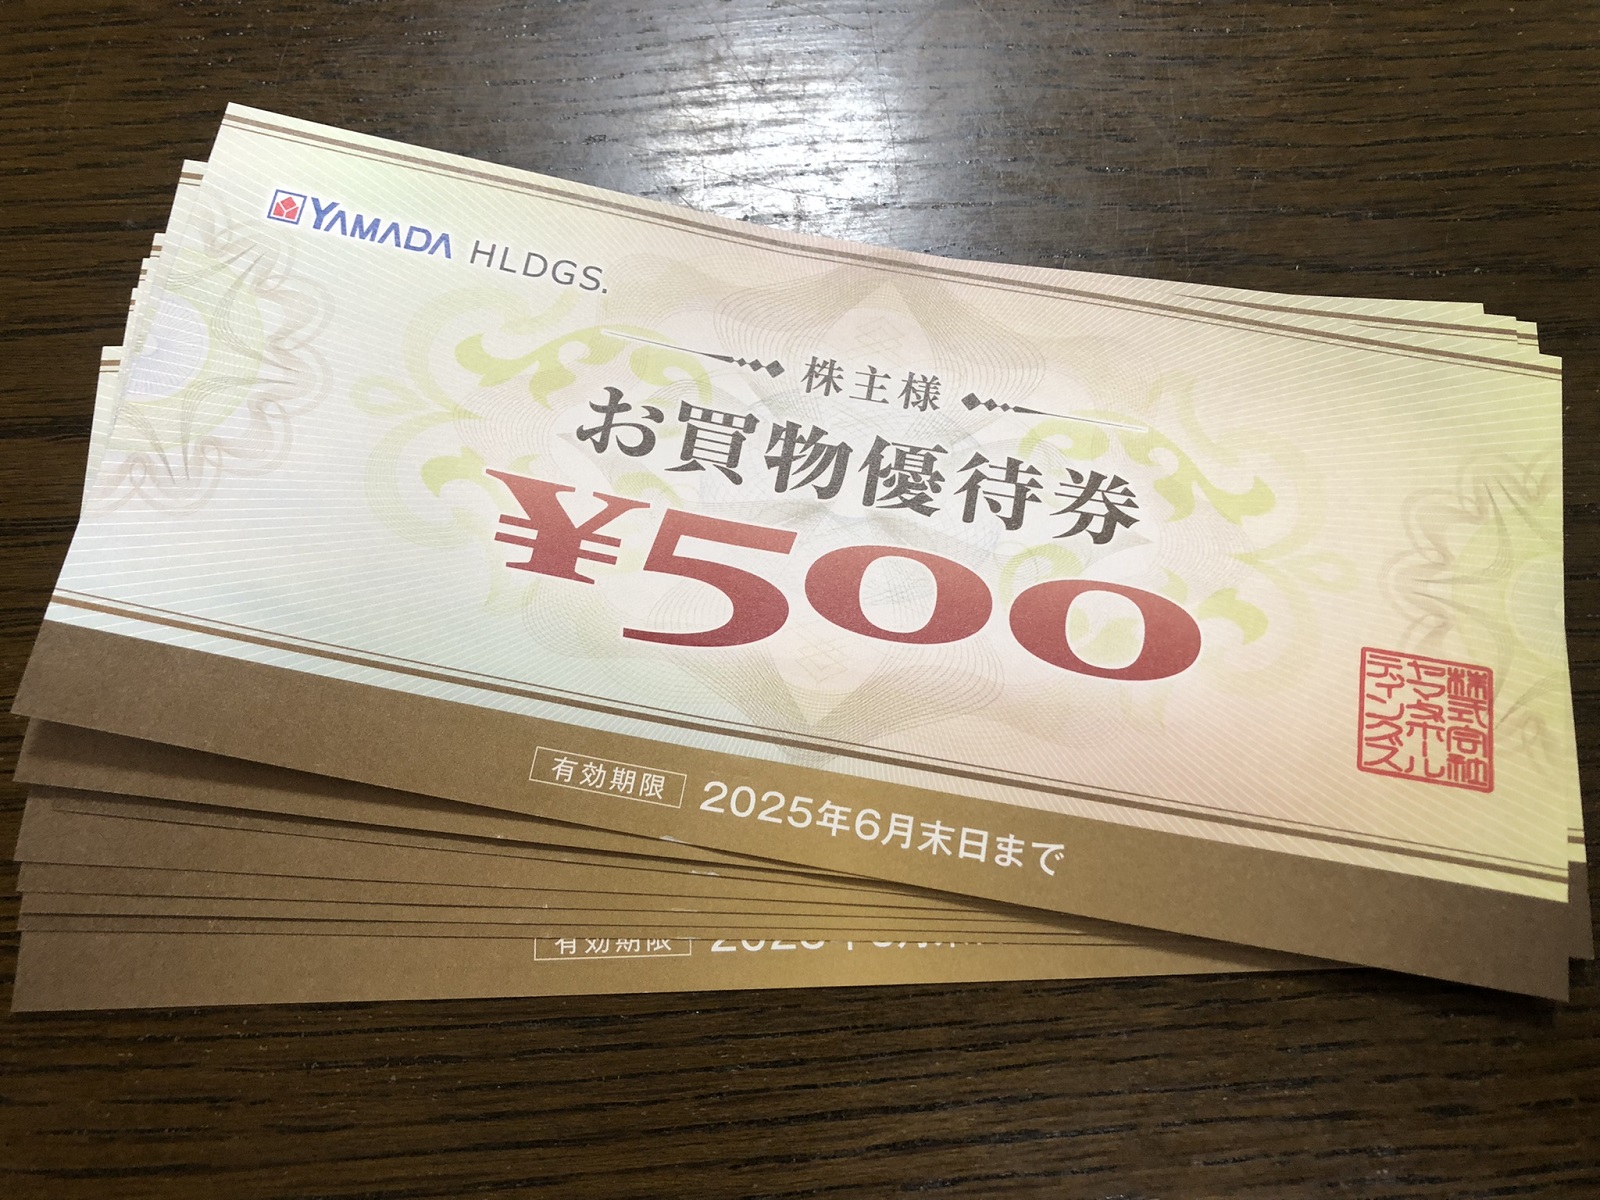 YAMADA HLDGS.
株主様
お買物優待券
¥500
株式会社
ヤマダホール
ディングス
有効期限 2025年6月末日まで
有効期限